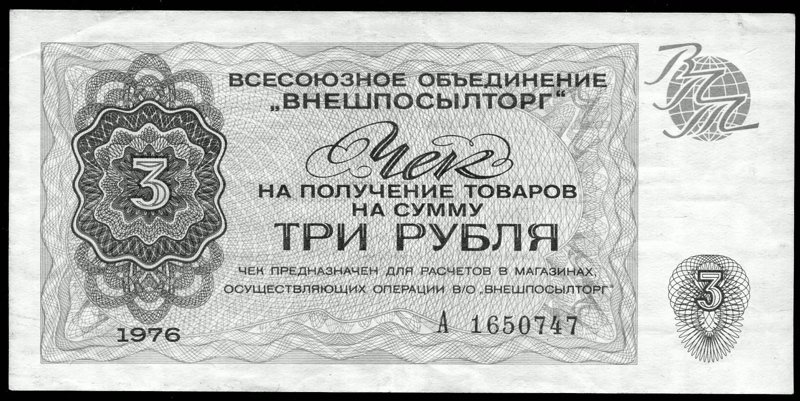 ВСЕСОЮЗНОЕ ОБЪЕДИНЕНИЕ
„ВНЕШПОСЫЛТОРГ“
ВПТ
Чек
3
НА ПОЛУЧЕНИЕ ТОВАРОВ
НА СУММУ
ТРИ РУБЛЯ
ЧЕК ПРЕДНАЗНАЧЕН ДЛЯ РАСЧЕТОВ В МАГАЗИНАХ,
ОСУЩЕСТВЛЯЮЩИХ ОПЕРАЦИИ В/О „ВНЕШПОСЫЛТОРГ“
3
1976
А 1650747